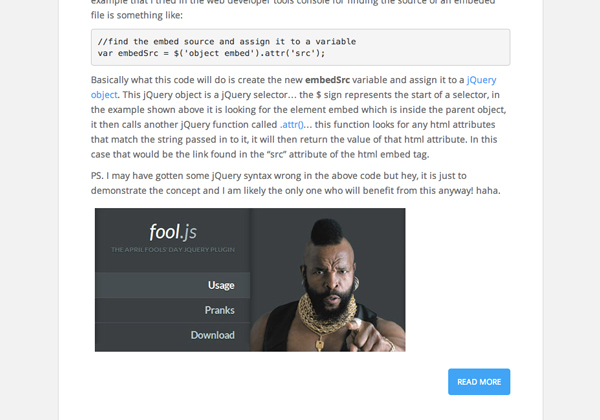 example that I tried in the web developer tools console for finding the source of an embeded
file is something like:
//find the embed source and assign it to a variable
var embedSrc = $('object embed').attr('src');
Basically what this code will do is create the new embedSrc variable and assign it to a jQuery
object. This jQuery object is a jQuery selector… the $ sign represents the start of a selector, in
the example shown above it is looking for the element embed which is inside the parent object,
it then calls another jQuery function called .attr()… this function looks for any html attributes
that match the string passed in to it, it will then return the value of that html attribute. In this
case that would be the link found in the “src” attribute of the html embed tag.
PS. I may have gotten some jQuery syntax wrong in the above code but hey, it is just to
demonstrate the concept and I am likely the only one who will benefit from this anyway! haha.
fool.js
THE APRIL FOOLS' DAY JQUERY PLUGIN
Usage
Pranks
Download
READ MORE